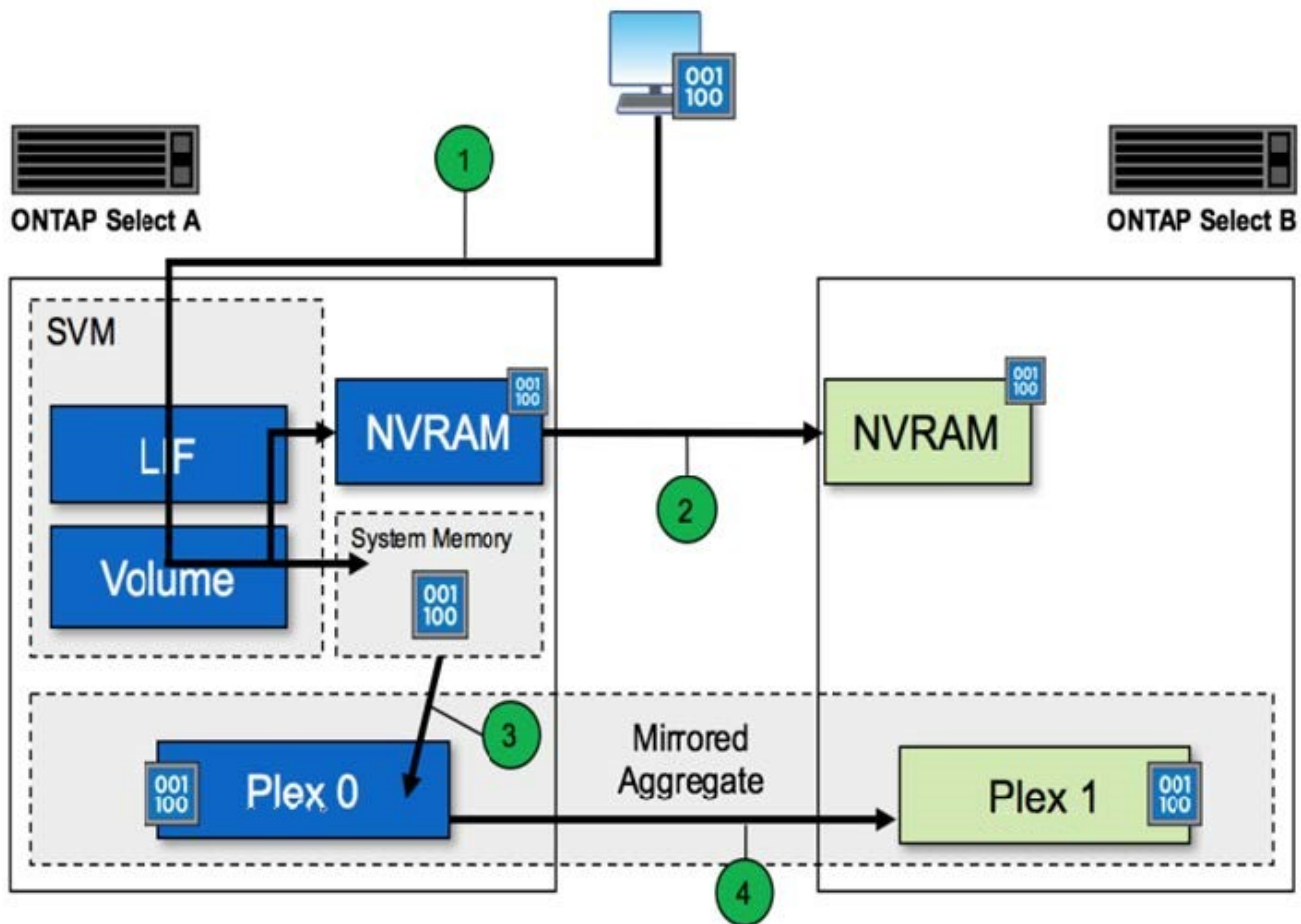 001
100
1
ONTAP Select A
ONTAP Select B
SVM
LIF
Volume
NVRAM
001
100
2
NVRAM
001
100
System Memory
001
100
3
Mirrored
Aggregate
001
100
Plex 0
Plex 1
001
100
4